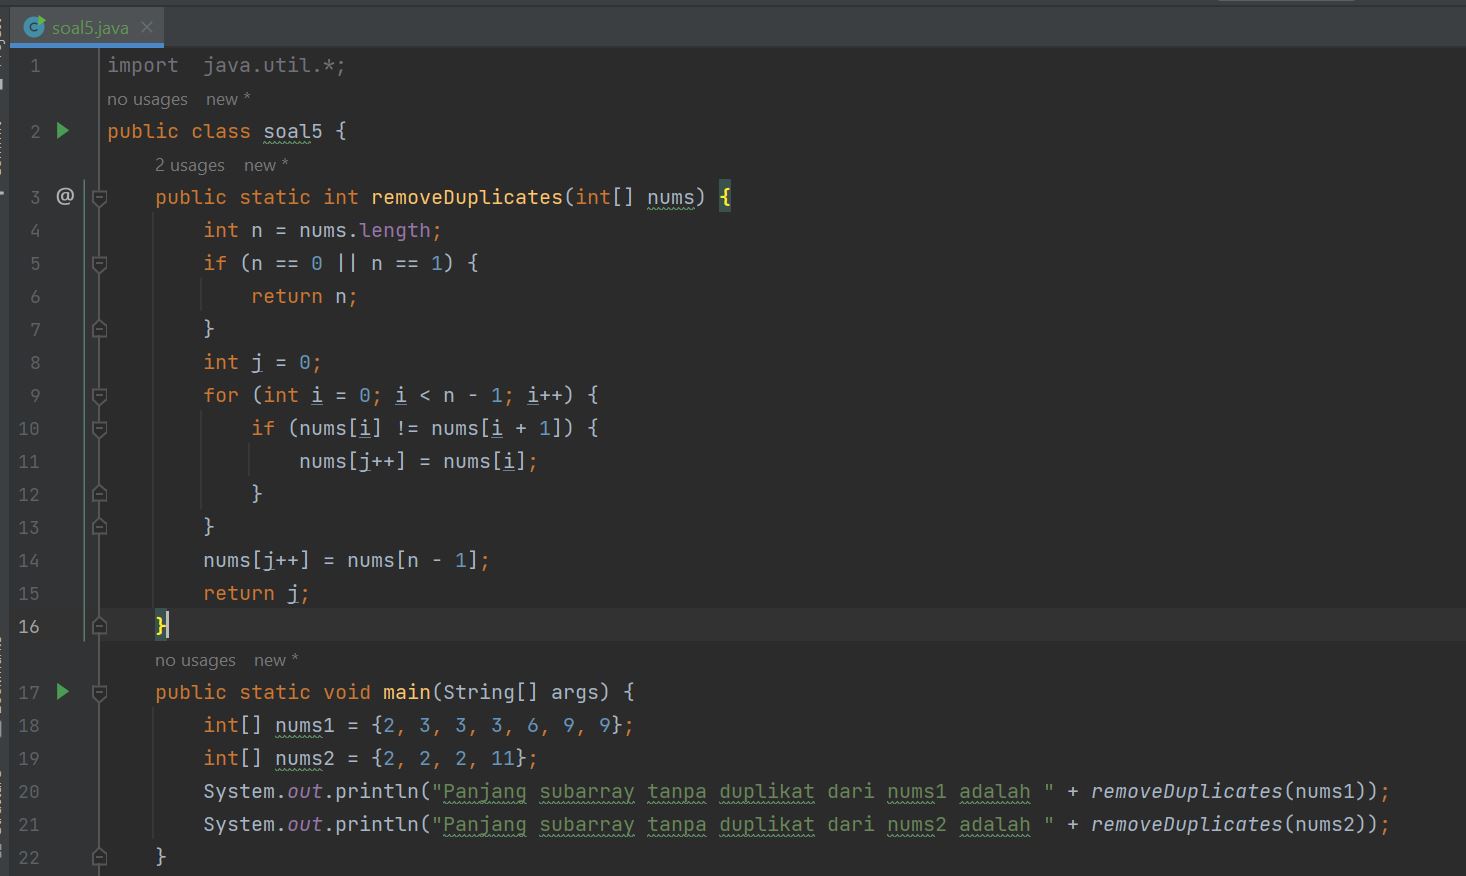 soal5.java
1 import  java.util.*;
no usages   new *
2 public class soal5 {
2 usages   new *
3 @ public static int removeDuplicates(int[] nums) {
4 int n = nums.length;
5 if (n == 0 || n == 1) {
6 return n;
7 }
8 int j = 0;
9 for (int i = 0; i < n - 1; i++) {
10 if (nums[i] != nums[i + 1]) {
11 nums[j++] = nums[i];
12 }
13 }
14 nums[j++] = nums[n - 1];
15 return j;
16 }
no usages   new *
17 public static void main(String[] args) {
18 int[] nums1 = {2, 3, 3, 3, 6, 9, 9};
19 int[] nums2 = {2, 2, 2, 11};
20 System.out.println("Panjang subarray tanpa duplikat dari nums1 adalah " + removeDuplicates(nums1));
21 System.out.println("Panjang subarray tanpa duplikat dari nums2 adalah " + removeDuplicates(nums2));
22 }